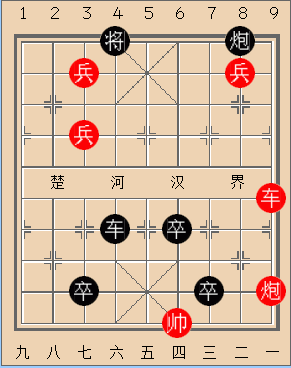 1 2 3 4 5 6 7 8 9
将 炮
兵 兵
兵
楚 河 汉 界
车
车 卒
卒 卒 炮
帅
九 八 七 六 五 四 三 二 一